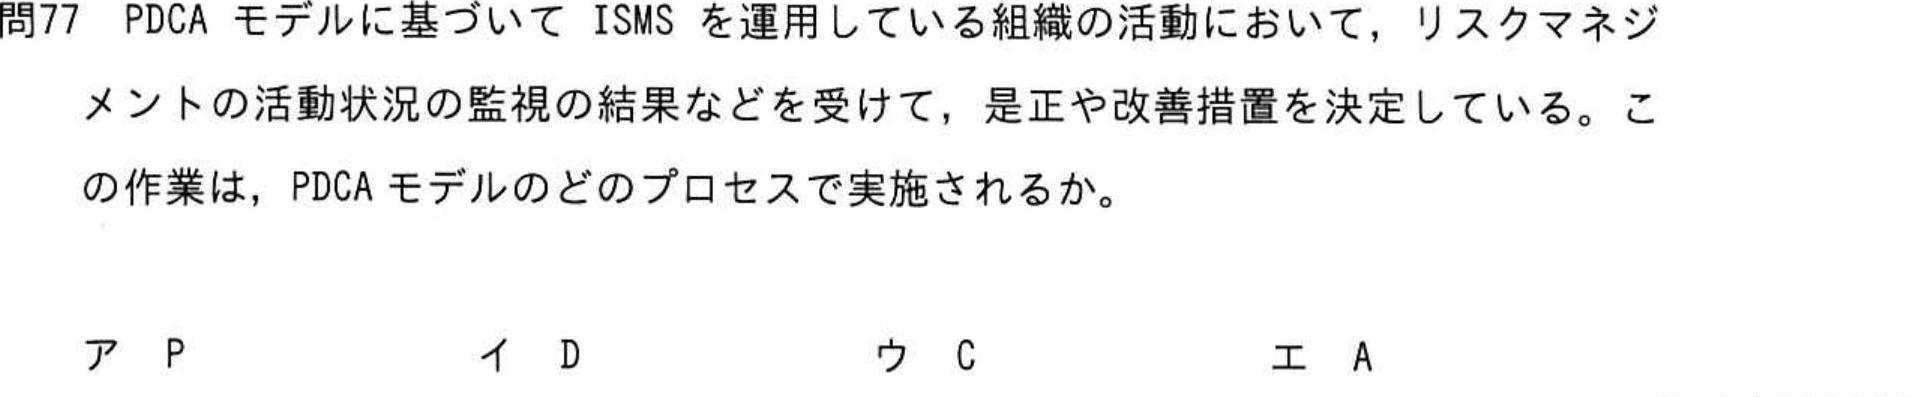 問77 PDCA モデルに基づいて ISMS を運用している組織の活動において，リスクマネジ
メントの活動状況の監視の結果などを受けて，是正や改善措置を決定している。こ
の作業は，PDCA モデルのどのプロセスで実施されるか。
ア P イ D ウ C エ A